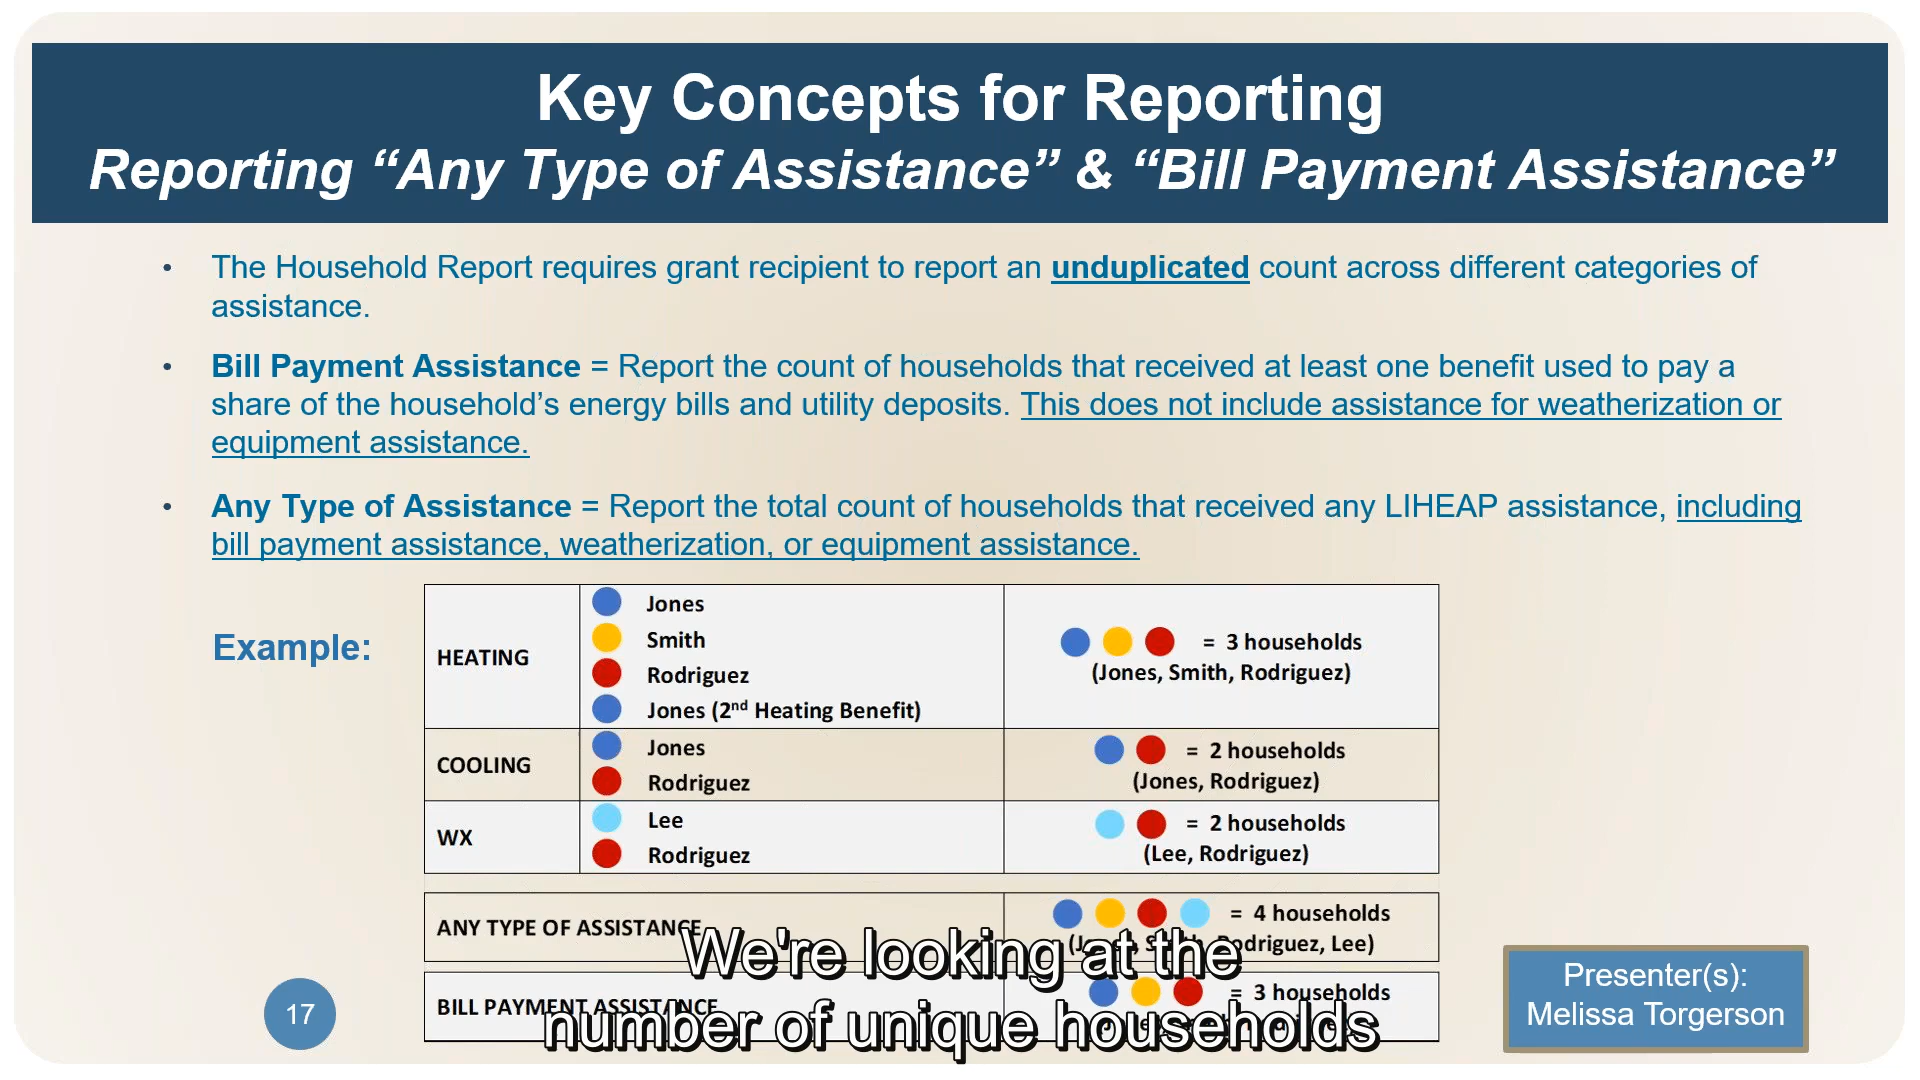 Key Concepts for Reporting
Reporting “Any Type of Assistance” & “Bill Payment Assistance”
• The Household Report requires grant recipient to report an unduplicated count across different categories of
assistance.
• Bill Payment Assistance = Report the count of households that received at least one benefit used to pay a
share of the household’s energy bills and utility deposits. This does not include assistance for weatherization or
equipment assistance.
• Any Type of Assistance = Report the total count of households that received any LIHEAP assistance, including
bill payment assistance, weatherization, or equipment assistance.
Example:
HEATING
Jones
Smith
Rodriguez
Jones (2nd Heating Benefit)
= 3 households
(Jones, Smith, Rodriguez)
COOLING
Jones
Rodriguez
= 2 households
(Jones, Rodriguez)
WX
Lee
Rodriguez
= 2 households
(Lee, Rodriguez)
ANY TYPE OF ASSISTANCE
= 4 households
Rodriguez, Lee)
BILL PAYMENT ASSISTANCE
= 3 households
We're looking at the
number of unique households
17
Presenter(s):
Melissa Torgerson